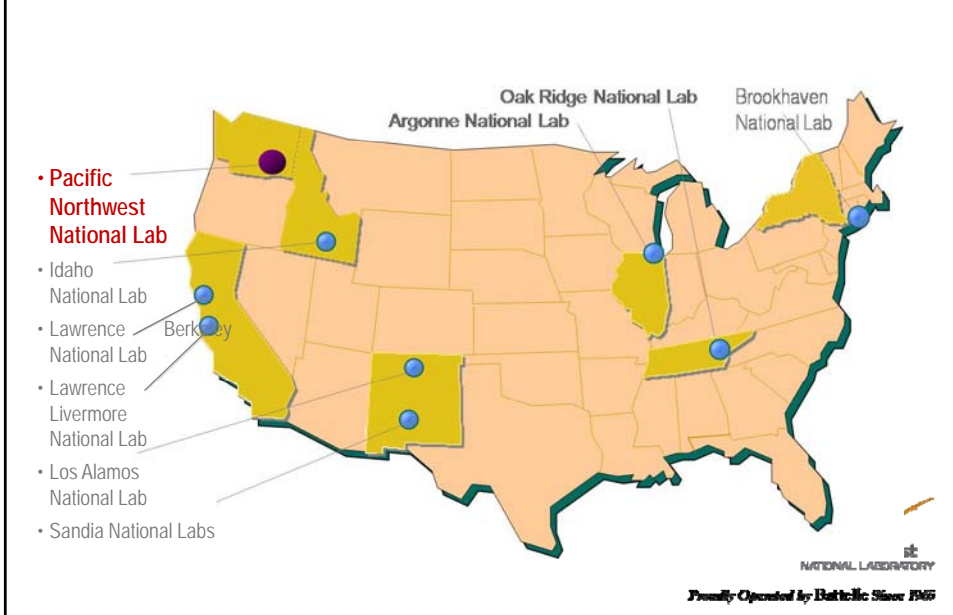 Oak Ridge National Lab
Argonne National Lab
Brookhaven
National Lab
• Pacific
Northwest
National Lab
• Idaho
National Lab
• Lawrence Berkeley
National Lab
• Lawrence
Livermore
National Lab
• Los Alamos
National Lab
• Sandia National Labs
st
NATIONAL LABORATORY
Proudly Operated by Battelle Since 1965